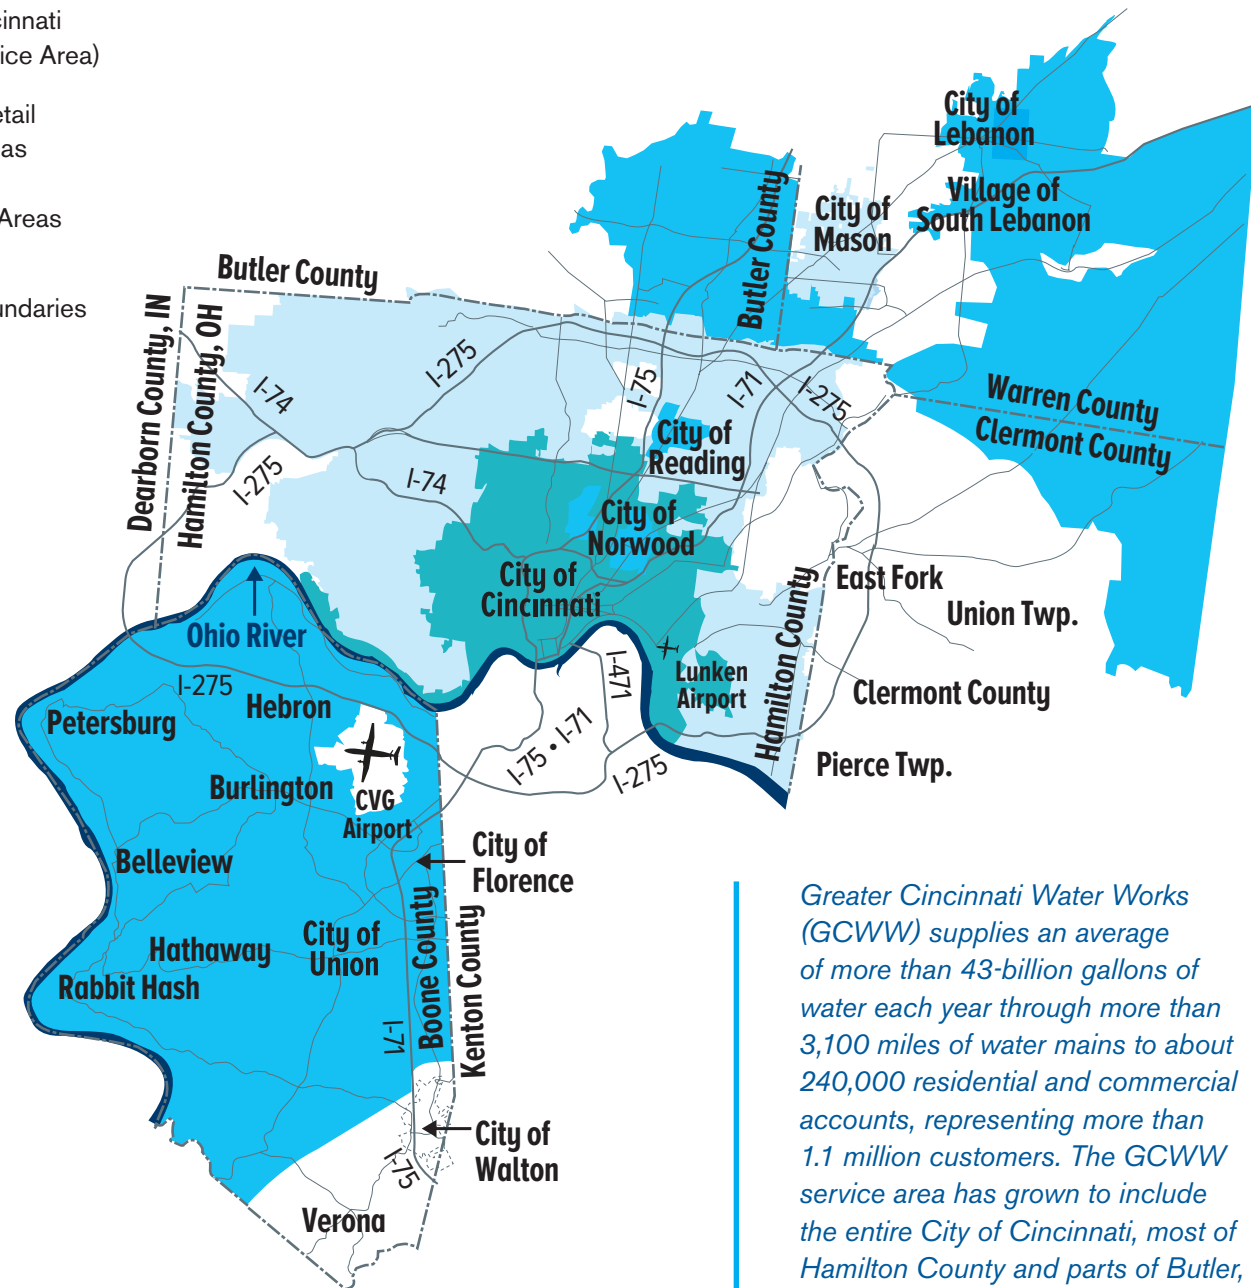 cinnati
ice Area)
etail
as
Areas
undaries
City of
Lebanon
Village of
South Lebanon
City of
Mason
Butler County
Butler County
Dearborn County, IN
Hamilton County, OH
I-74
I-275
I-75
I-71
I-275
Warren County
Clermont County
City of
Reading
I-275
I-74
City of
Norwood
City of
Cincinnati
East Fork
Union Twp.
Hamilton County
Ohio River
I-275
Hebron
I-471
Lunken
Airport
Clermont County
Petersburg
I-75 • I-71
I-275
Pierce Twp.
Burlington
CVG
Airport
Belleview
City of
Florence
Hathaway
City of
Union
Boone County
Kenton County
Rabbit Hash
I-71
City of
Walton
I-75
Verona
Greater Cincinnati Water Works
(GCWW) supplies an average
of more than 43-billion gallons of
water each year through more than
3,100 miles of water mains to about
240,000 residential and commercial
accounts, representing more than
1.1 million customers. The GCWW
service area has grown to include
the entire City of Cincinnati, most of
Hamilton County and parts of Butler,